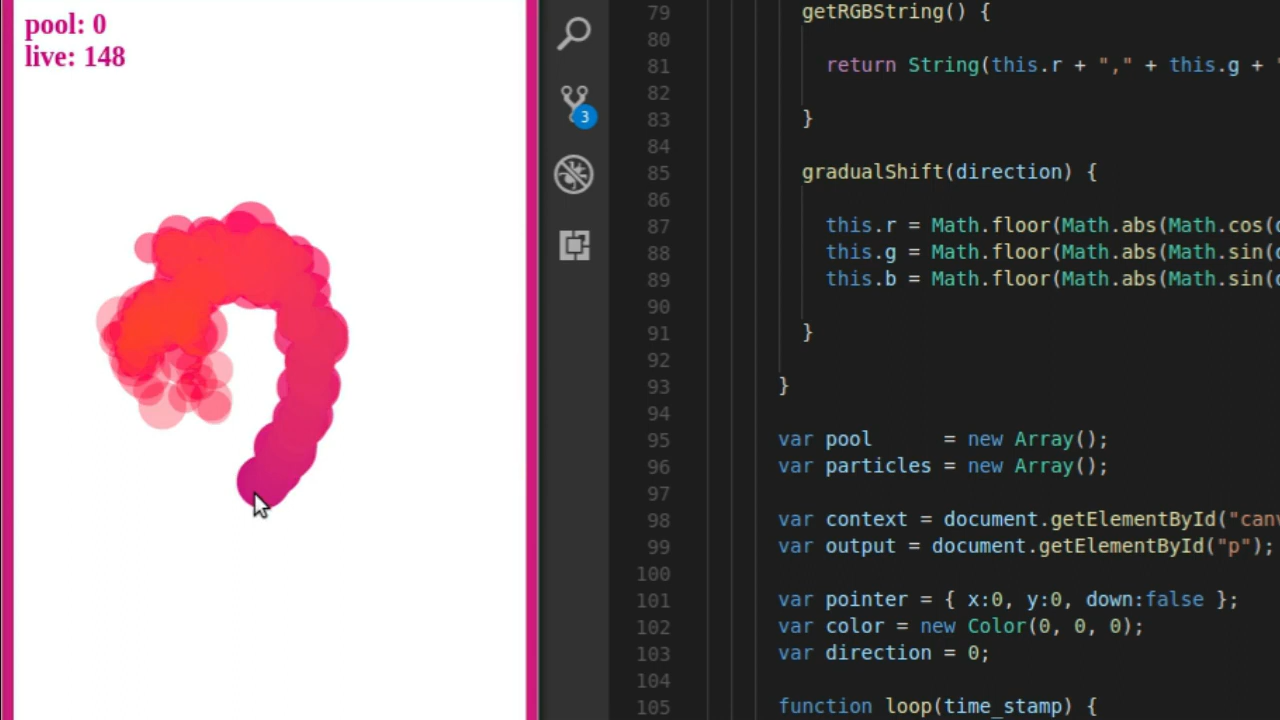 pool: 0
live: 148
3
79 getRGBString() {
80
81 return String(this.r + "," + this.g +
82
83 }
84
85 gradualShift(direction) {
86
87 this.r = Math.floor(Math.abs(Math.cos(
88 this.g = Math.floor(Math.abs(Math.sin(
89 this.b = Math.floor(Math.abs(Math.sin(
90
91 }
92
93 }
94
95 var pool = new Array();
96 var particles = new Array();
97
98 var context = document.getElementById("can
99 var output = document.getElementById("p");
100
101 var pointer = { x:0, y:0, down:false };
102 var color = new Color(0, 0, 0);
103 var direction = 0;
104
105 function loop(time_stamp) {